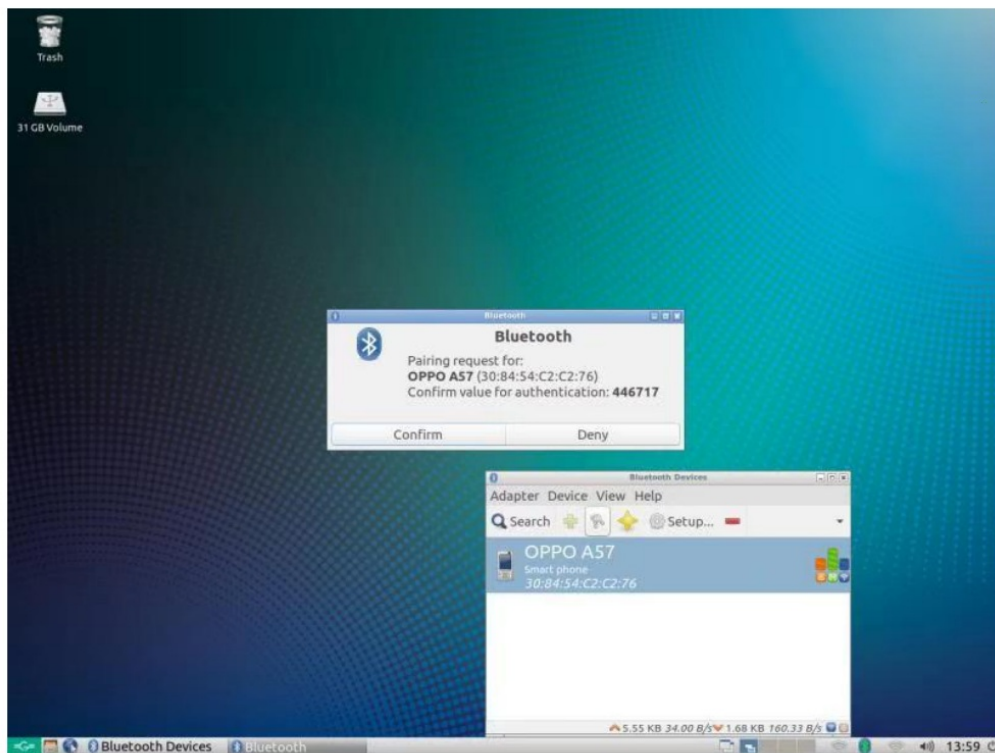 Trash
31 GB Volume
Bluetooth
Bluetooth
Pairing request for:
OPPO A57 (30:84:54:C2:C2:76)
Confirm value for authentication: 446717
Confirm
Deny
Bluetooth Devices
Adapter Device View Help
Search
Setup...
OPPO A57
Smart phone
30:84:54:C2:C2:76
5.55 KB 34.00 B/s 1.68 KB 160.33 B/s
Bluetooth Devices
Bluetooth
13:59